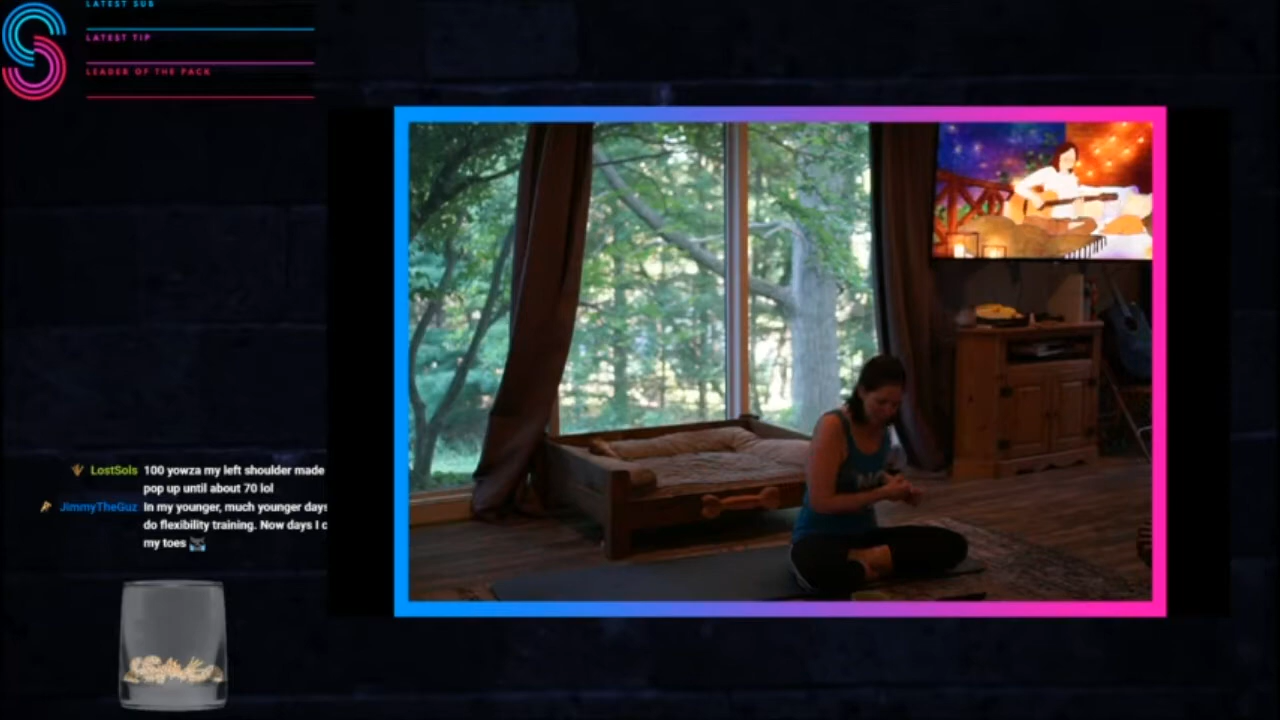 LATEST SUB
LATEST TIP
LEADER OF THE PACK
LostSols 100 yowza my left shoulder made
pop up until about 70 lol
JimmyTheGuz In my younger, much younger days
do flexibility training. Now days I c
my toes